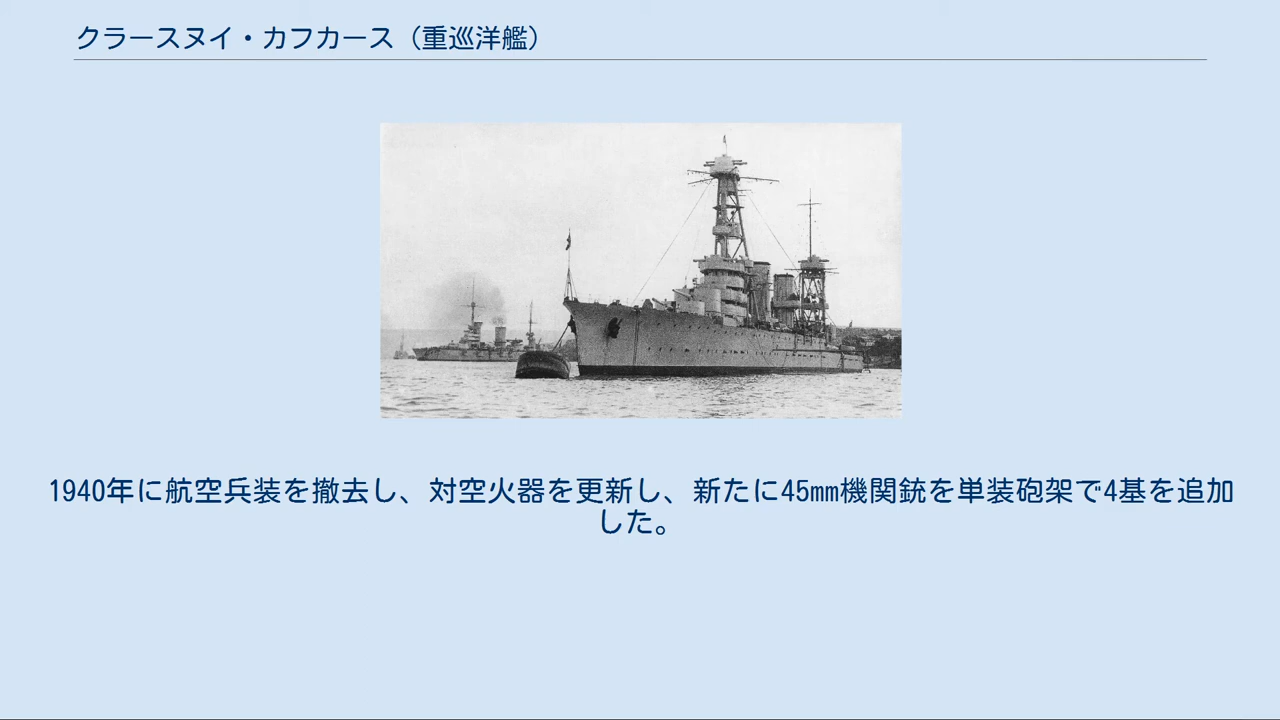 クラースヌイ・カフカース（重巡洋艦）
1940年に航空兵装を撤去し、対空火器を更新し、新たに45mm機関銃を単装砲架で4基を追加
した。